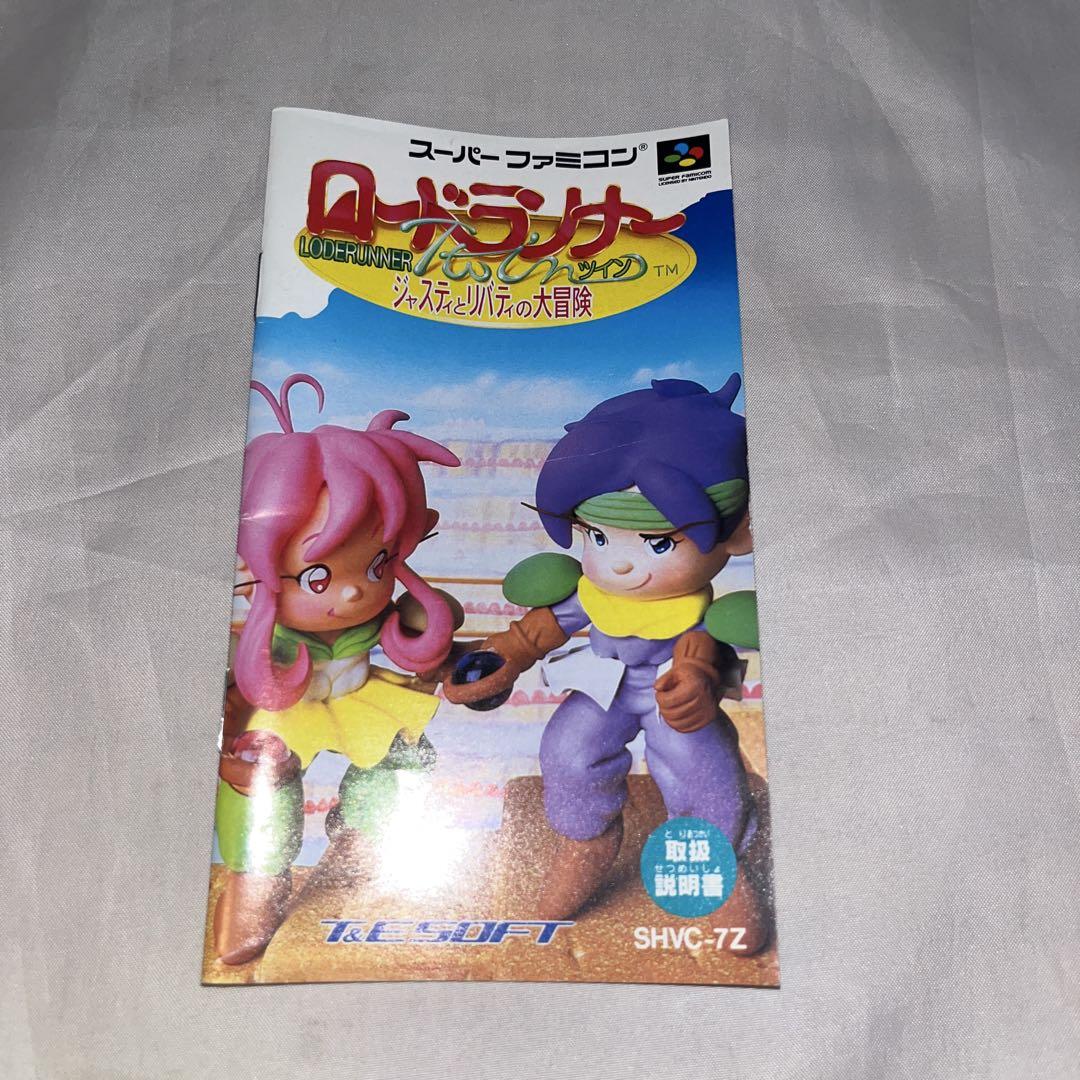 スーパーファミコン®
SUPER FAMICOM
LICENSED BY NINTENDO
ロードランナー
LODERUNNER Twin ツイン TM
ジャスティとリバティの大冒険
とりあつかい
取扱
せつめいしょ
説明書
T&E SOFT
SHVC-7Z